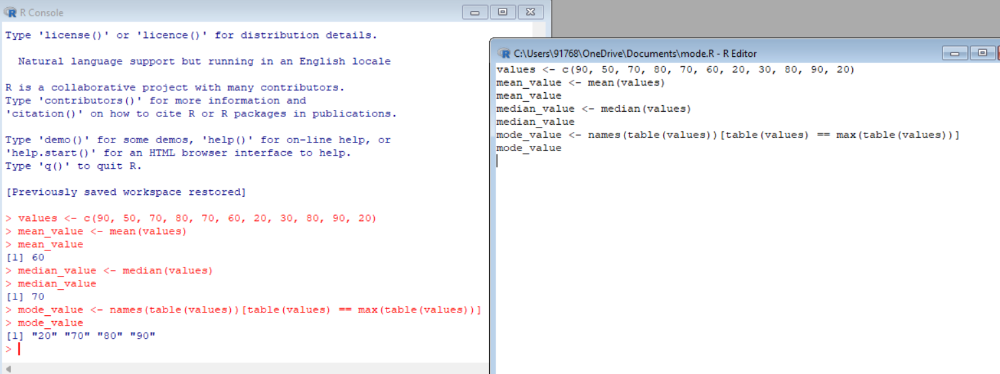 R Console
Type 'license()' or 'licence()' for distribution details.
Natural language support but running in an English locale
R is a collaborative project with many contributors.
Type 'contributors()' for more information and
'citation()' on how to cite R or R packages in publications.
Type 'demo()' for some demos, 'help()' for on-line help, or
'help.start()' for an HTML browser interface to help.
Type 'q()' to quit R.
[Previously saved workspace restored]
> values <- c(90, 50, 70, 80, 70, 60, 20, 30, 80, 90, 20)
> mean_value <- mean(values)
> mean_value
[1] 60
> median_value <- median(values)
> median_value
[1] 70
> mode_value <- names(table(values))[table(values) == max(table(values))]
> mode_value
[1] "20" "70" "80" "90"
>
C:\Users\91768\OneDrive\Documents\mode.R - R Editor
values <- c(90, 50, 70, 80, 70, 60, 20, 30, 80, 90, 20)
mean_value <- mean(values)
mean_value
median_value <- median(values)
median_value
mode_value <- names(table(values))[table(values) == max(table(values))]
mode_value